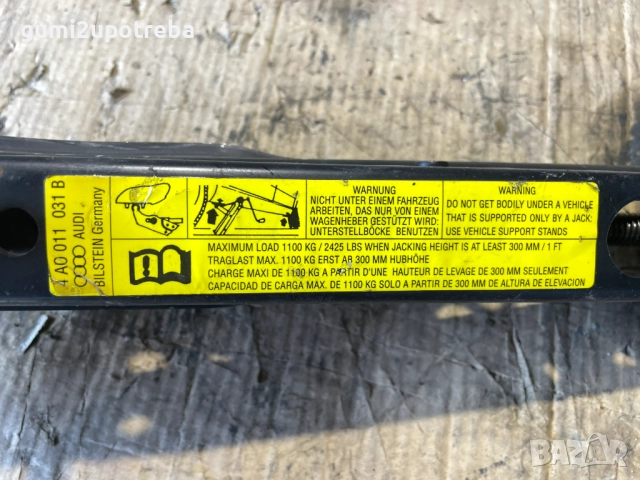 @ gumi2upotreba
4 A0 011 031 B
AUDI
BILSTEIN Germany
WARNUNG
NICHT UNTER EINEM FAHRZEUG
ARBEITEN, DAS NUR VON EINEM
WAGENHEBER GESTÜTZT WIRD:
UNTERSTELLBÖCKE BENUTZEN
WARNING
DO NOT GET BODILY UNDER A VEHICLE
THAT IS SUPPORTED ONLY BY A JACK:
USE VEHICLE SUPPORT STANDS
MAXIMUM LOAD 1100 KG / 2425 LBS WHEN JACKING HEIGHT IS AT LEAST 300 MM / 1 FT
TRAGLAST MAX. 1100 KG ERST AB 300 MM HUBHÖHE
CHARGE MAXI DE 1100 KG A PARTIR D'UNE HAUTEUR DE LEVAGE DE 300 MM SEULEMENT
CAPACIDAD DE CARGA MAX. DE 1100 KG SOLO A PARTIR DE 300 MM DE ALTURA DE ELEVACION
BAZAR
bg